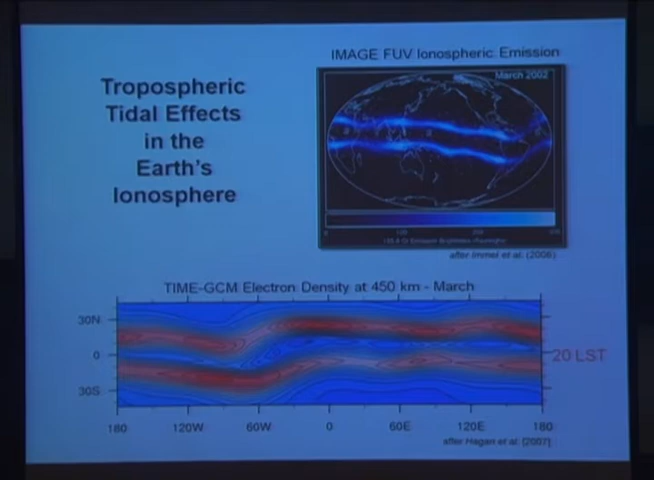 Tropospheric
Tidal Effects
in the
Earth's
Ionosphere
IMAGE FUV Ionospheric Emission
March 2002
after Immel et al. (2006)
TIME-GCM Electron Density at 450 km - March
30N
0
30S
20 LST
180 120W 60W 0 60E 120E 180
after Hagan et al. [2007]